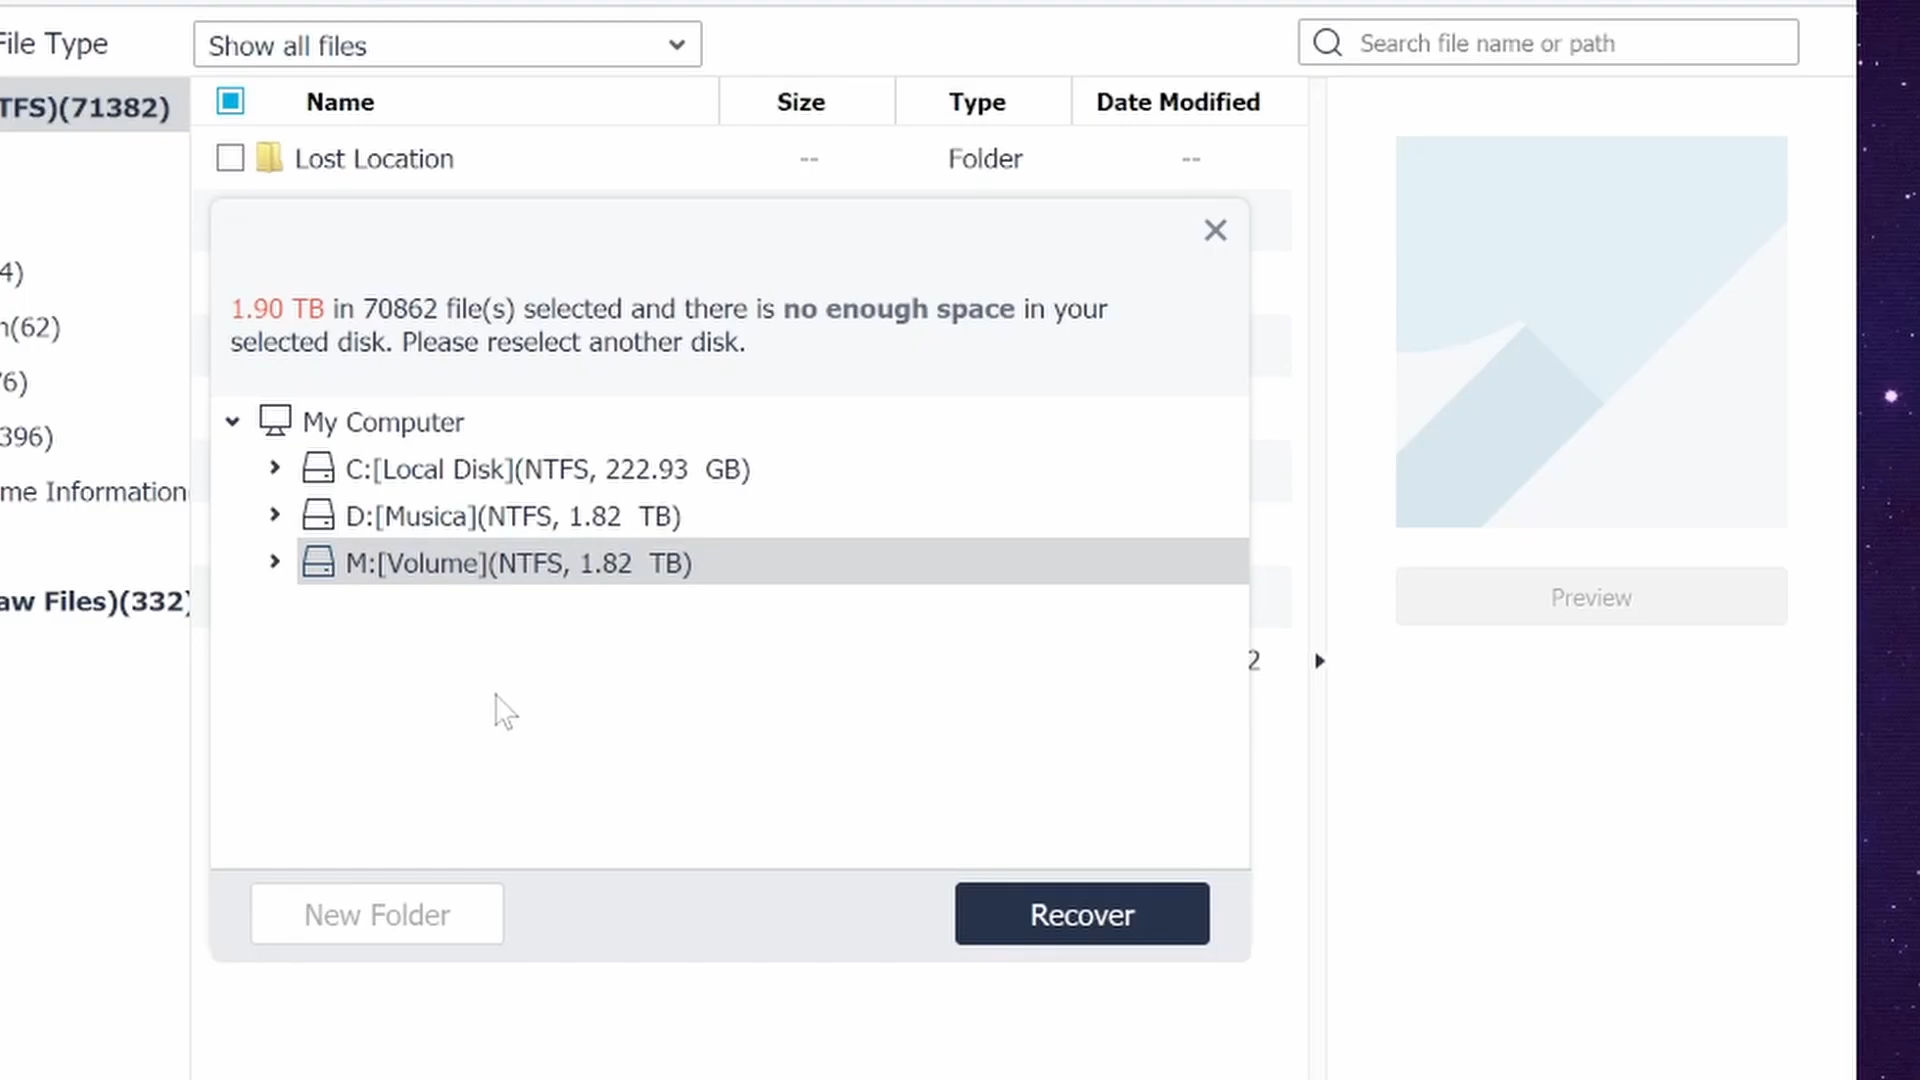 File Type
Show all files
Search file name or path
TFS)(71382)
Name
Size
Type
Date Modified
Lost Location
--
Folder
--
4)
n(62)
76)
396)
me Information
aw Files)(332)
1.90 TB in 70862 file(s) selected and there is no enough space in your
selected disk. Please reselect another disk.
My Computer
C:[Local Disk](NTFS, 222.93 GB)
D:[Musica](NTFS, 1.82 TB)
M:[Volume](NTFS, 1.82 TB)
2
Preview
New Folder
Recover